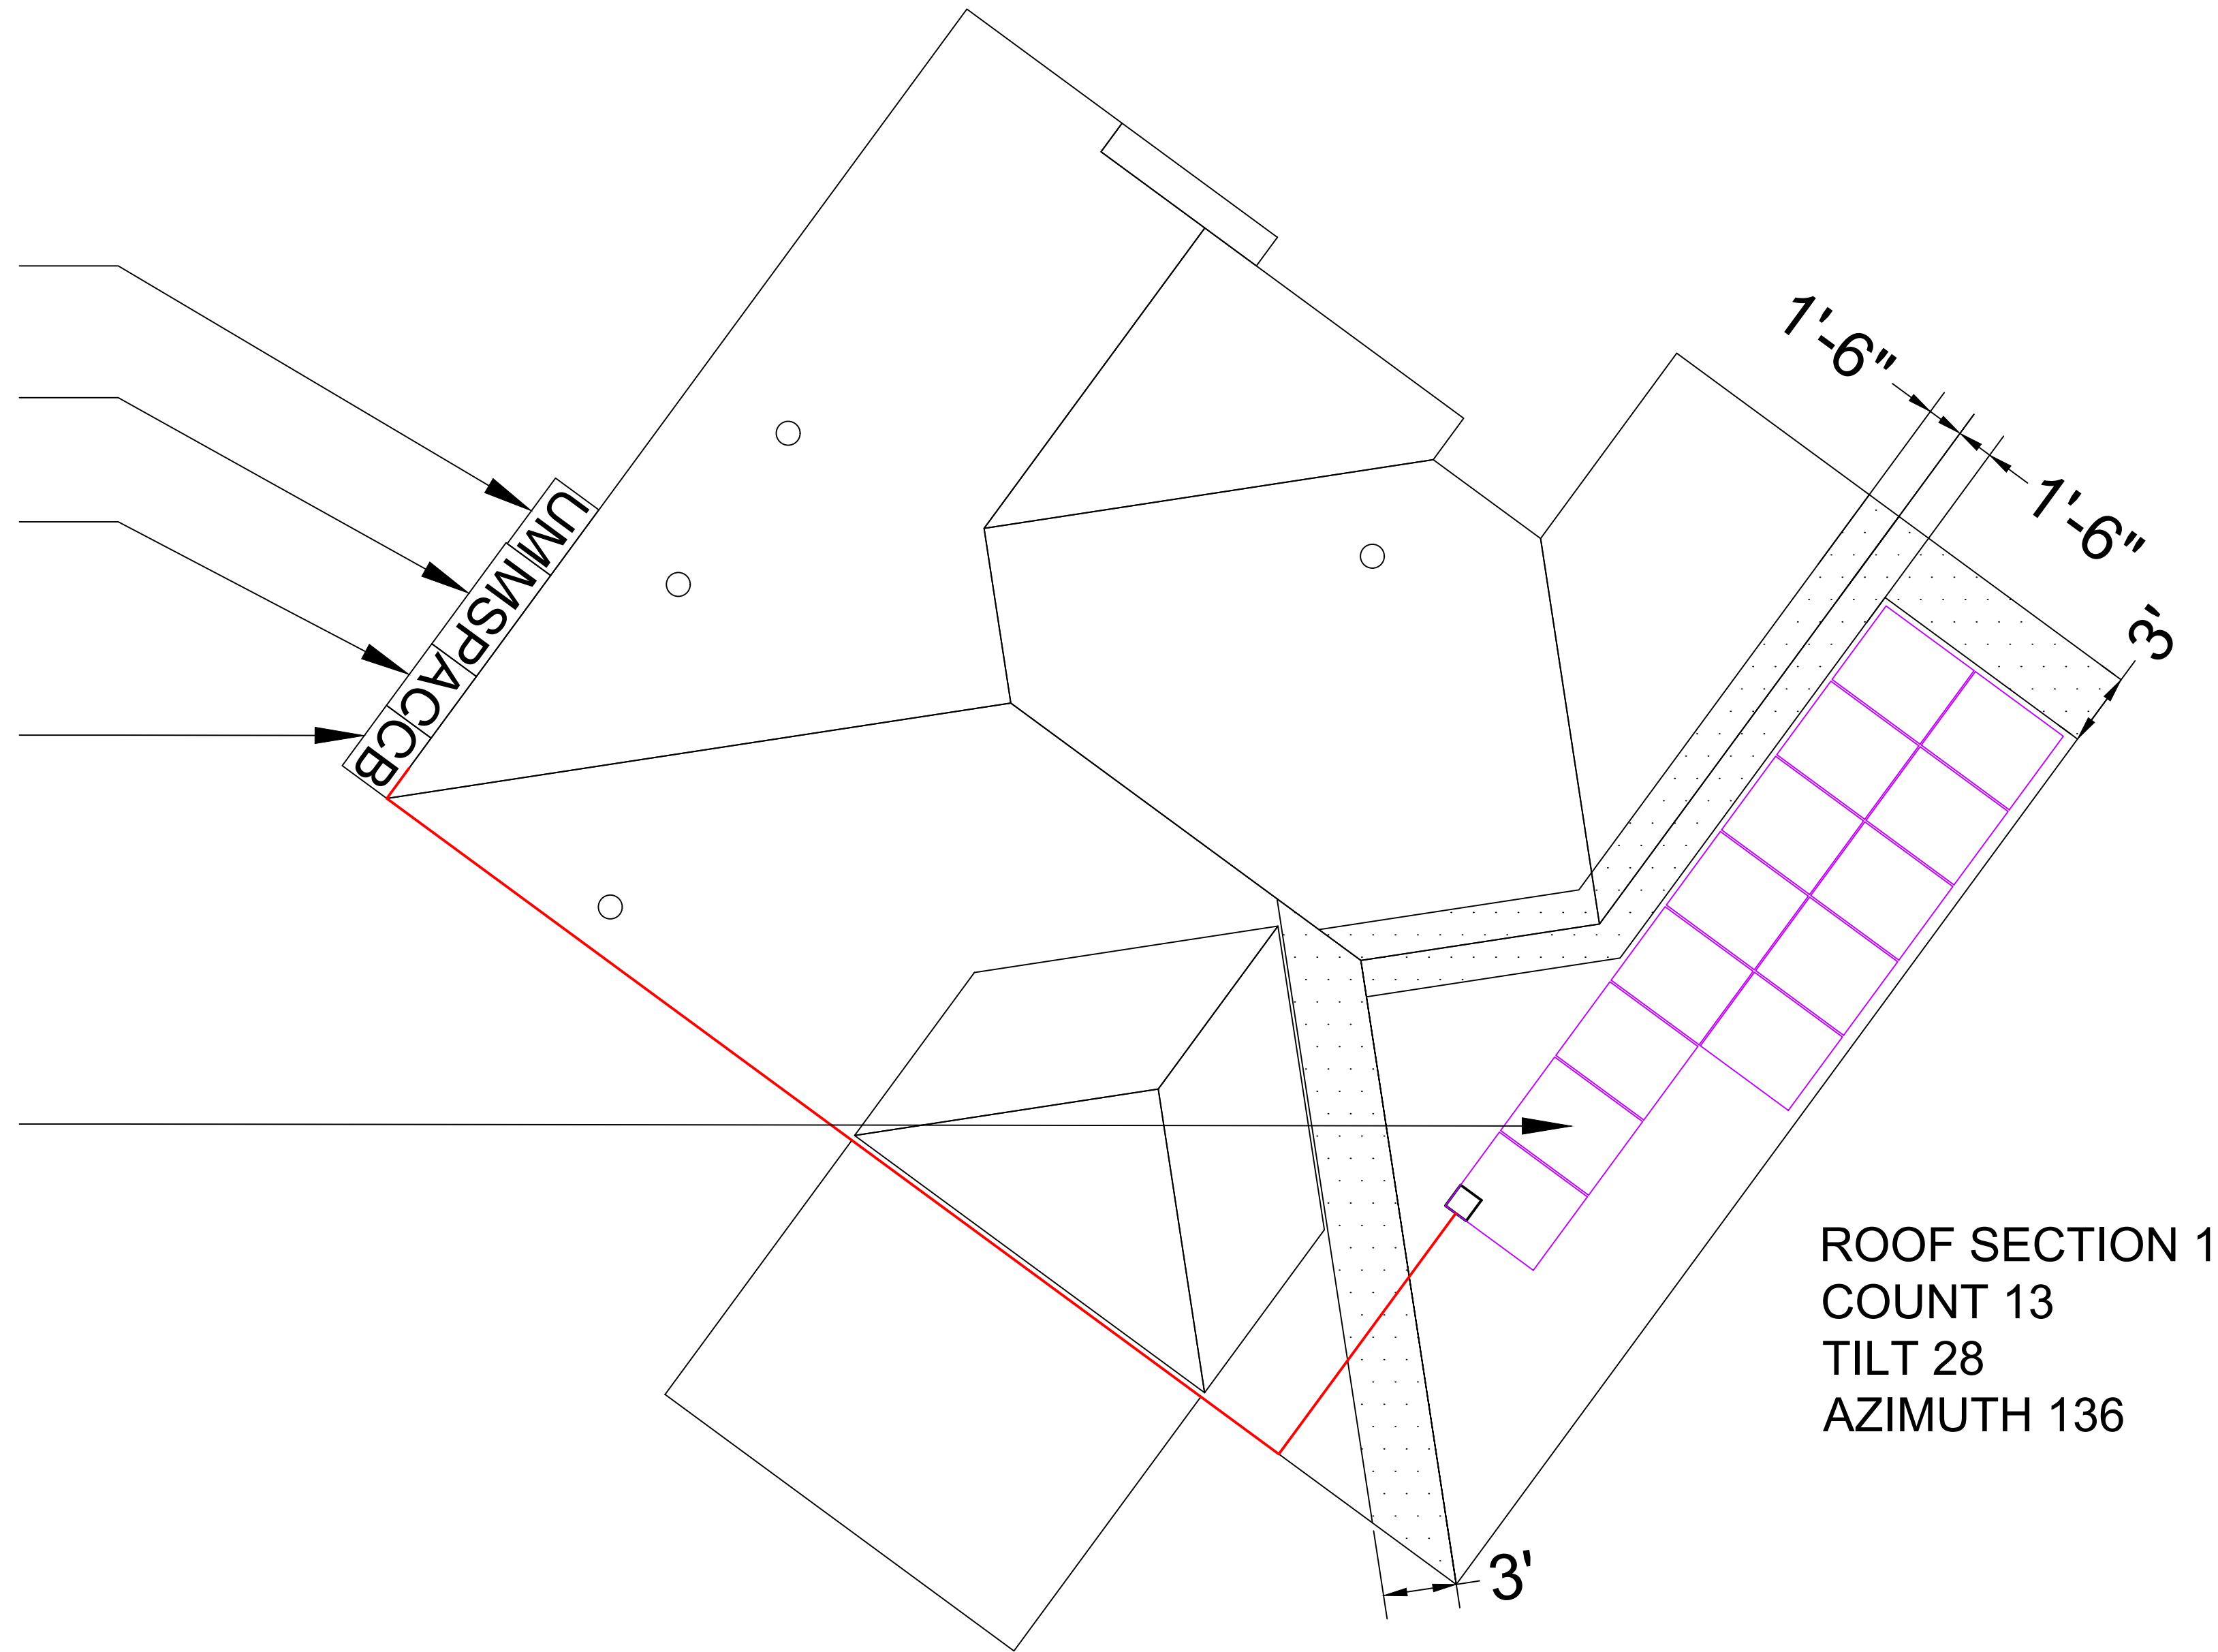 1'-6"
1'-6"
3'
UM
MSP
AC
CB
ROOF SECTION 1
COUNT 13
TILT 28
AZIMUTH 136
3'